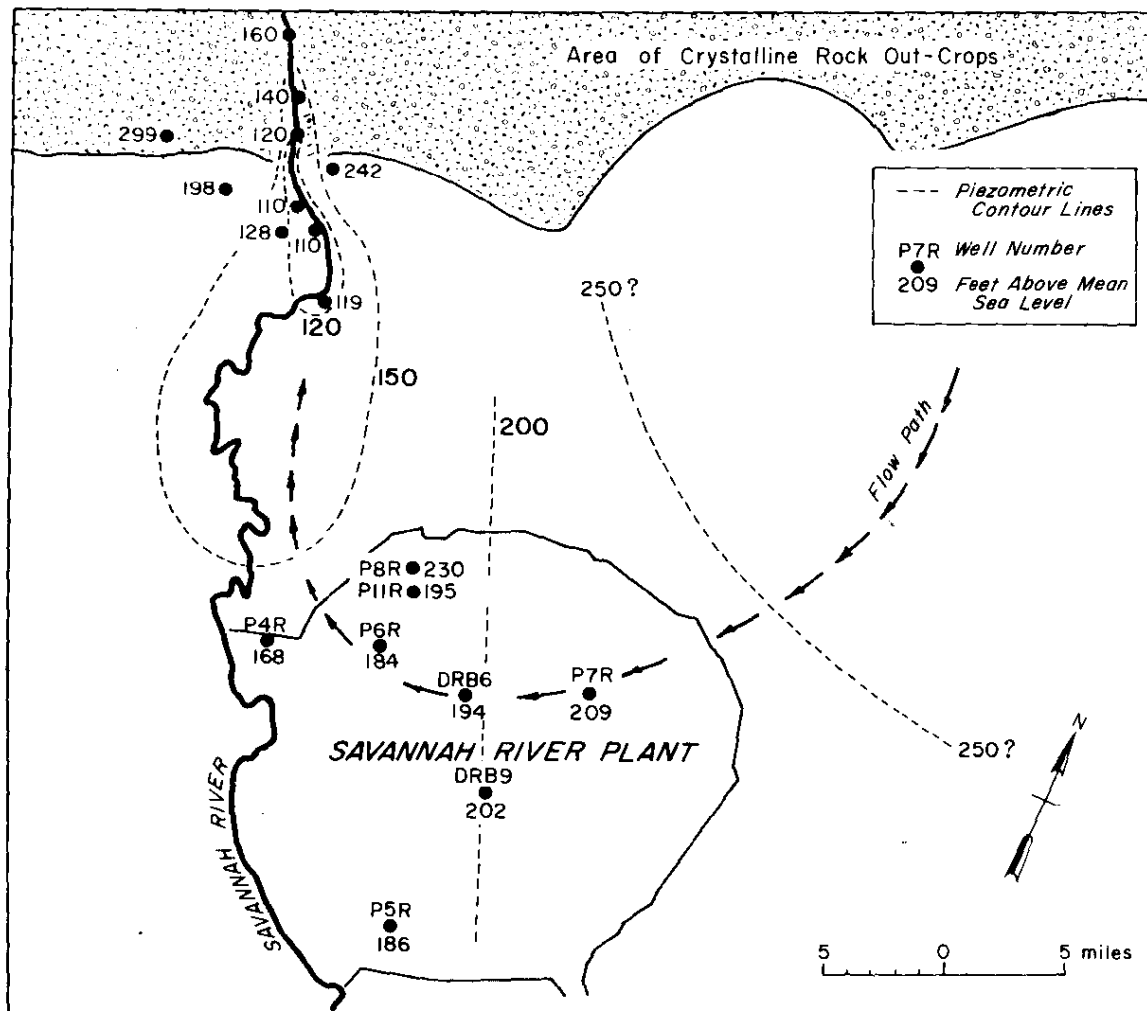 160
Area of Crystalline Rock Out-Crops
140
299
120
242
198
110
128
110
119
120
150
200
250?
Piezometric
Contour Lines
P7R Well Number
209 Feet Above Mean
Sea Level
Flow Path
P8R 230
P11R 195
P4R
168
P6R
184
DRB6
194
P7R
209
SAVANNAH RIVER PLANT
250?
N
DRB9
202
SAVANNAH RIVER
P5R
186
5 0 5 miles